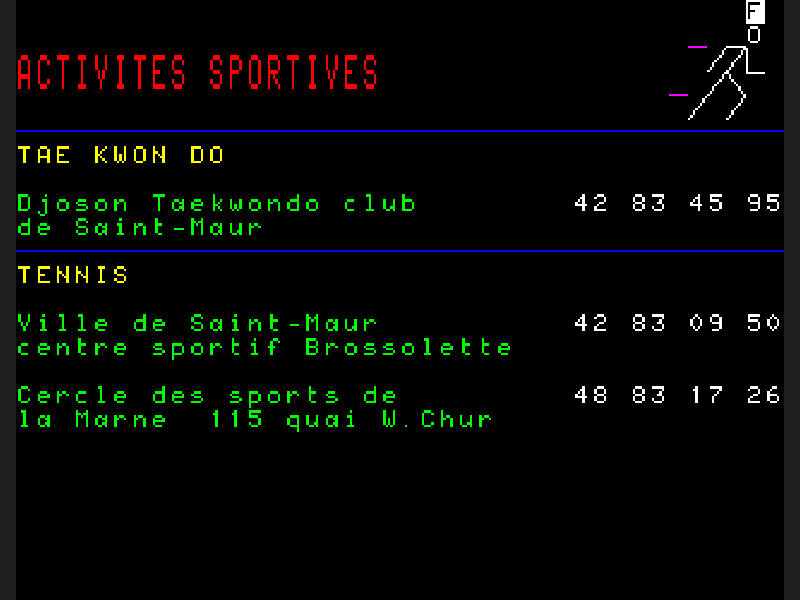 F
ACTIVITES SPORTIVES
TAE KWON DO
Djoson Taekwondo club 42 83 45 95
de Saint-Maur
TENNIS
Ville de Saint-Maur 42 83 09 50
centre sportif Brossolette
Cercle des sports de 48 83 17 26
la Marne 115 quai W.Chur